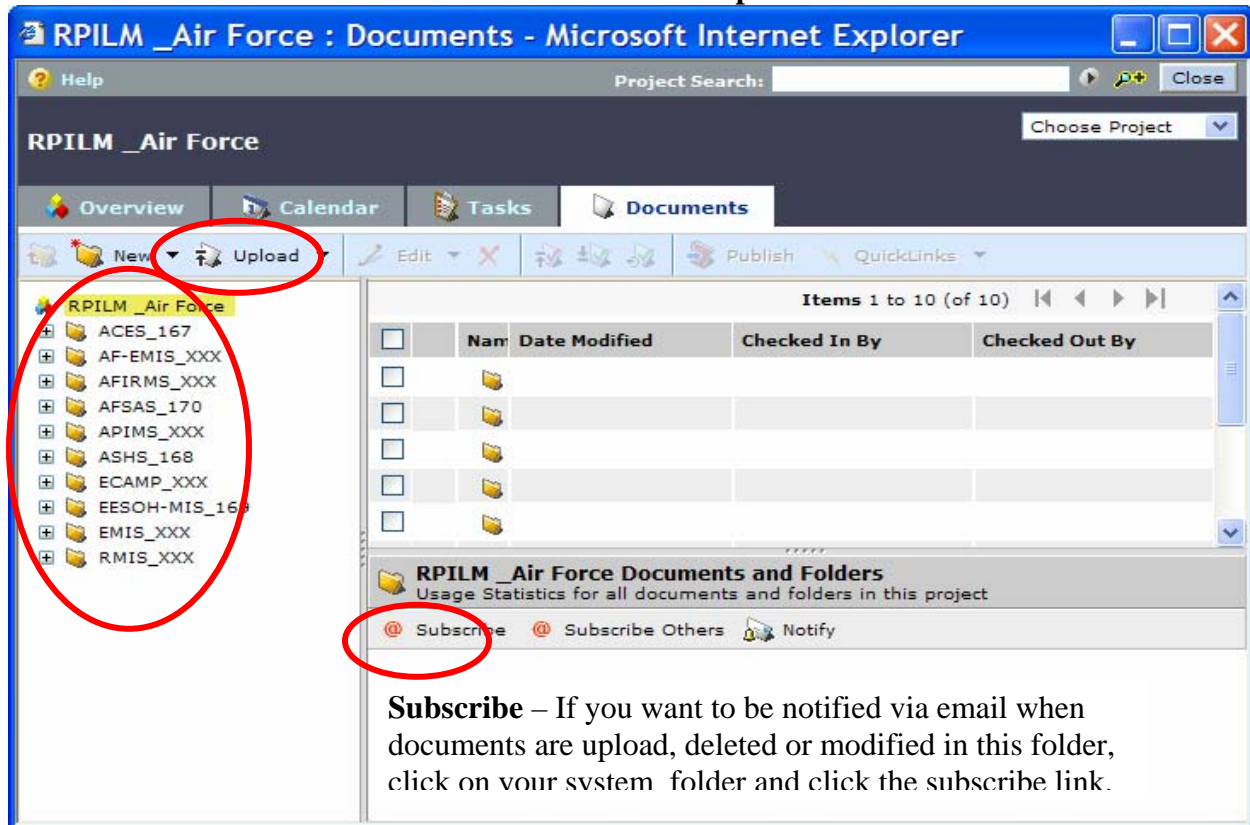 RPILM _Air Force : Documents - Microsoft Internet Explorer
Help Project Search: Close
RPILM _Air Force Choose Project
Overview Calendar Tasks Documents
New Upload Edit Publish QuickLinks
RPILM _Air Force
ACES_167
AF-EMIS_XXX
AFIRMS_XXX
AFSAS_170
APIMS_XXX
ASHS_168
ECAMP_XXX
EESOH-MIS_169
EMIS_XXX
RMIS_XXX
Items 1 to 10 (of 10)
Nam Date Modified Checked In By Checked Out By
RPILM _Air Force Documents and Folders
Usage Statistics for all documents and folders in this project
@ Subscribe @ Subscribe Others Notify
Subscribe – If you want to be notified via email when
documents are upload, deleted or modified in this folder,
click on your system folder and click the subscribe link.